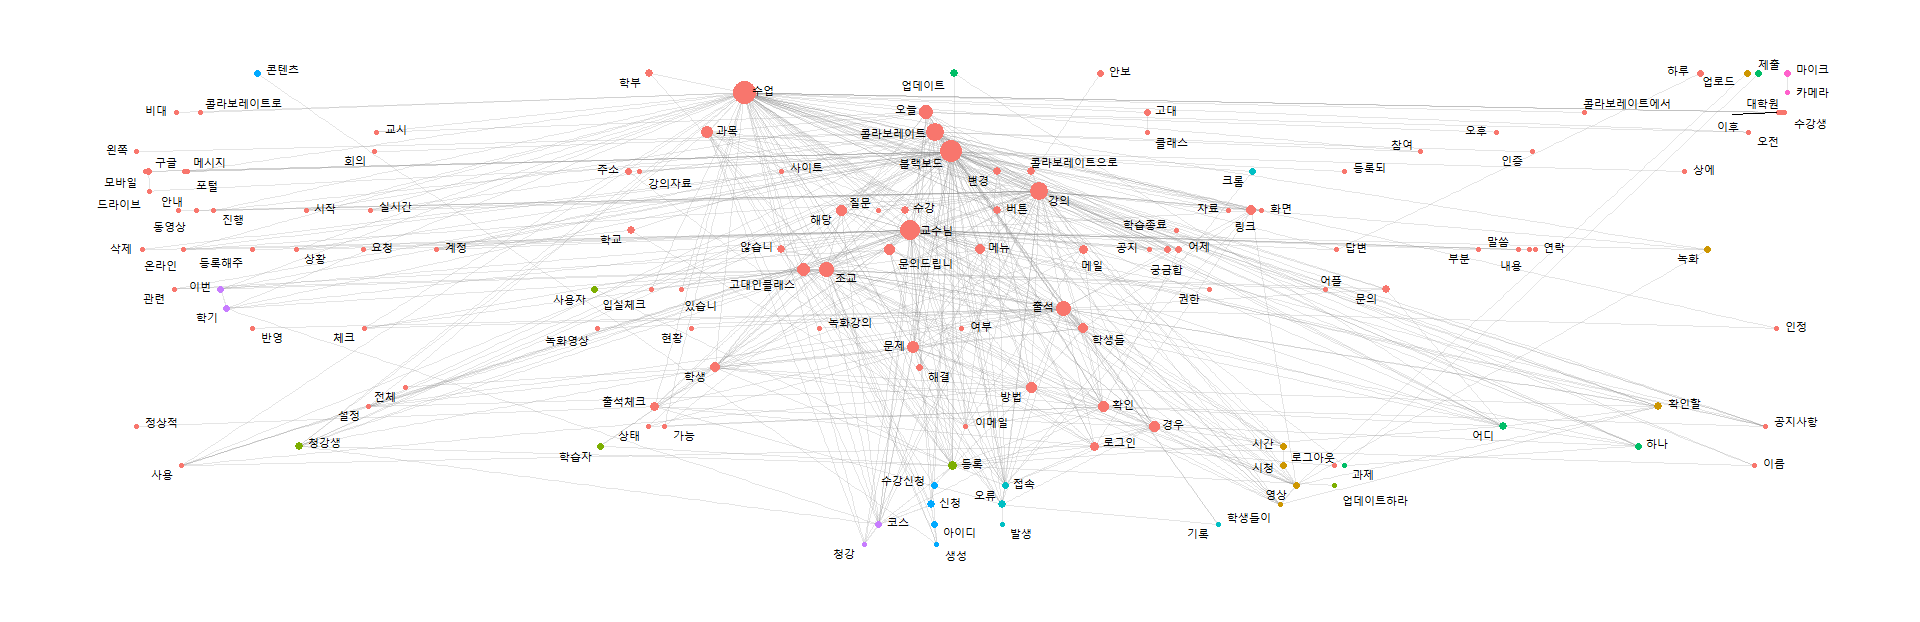 콘텐츠
학부
업데이트
안보
하루
업로드
제출
마이크
카메라
비대
콜라보레이트로
수업
오늘
고대
콜라보레이트에서
대학원
수강생
교시
과목
콜라보레이트
클래스
오후
이후
오전
왼쪽
회의
블랙보드
참여
인증
구글
메시지
주소
사이트
콜라보레이트으로
등록되
상에
모바일
포털
강의자료
변경
크롬
드라이브
안내
시작
실시간
질문
수강
버튼
강의
자료
화면
동영상
진행
해당
학습종료
링크
학교
교수님
삭제
온라인
등록해주
상황
요청
계정
않습니
문의드립니
메뉴
메일
공지
어제
궁금합
답변
말씀
연락
부분
내용
녹화
관련
이번
고대인클래스
조교
사용자
입실체크
있습니
권한
어플
문의
학기
출석
반영
체크
녹화영상
현황
녹화강의
여부
학생들
인정
문제
학생
해결
전체
방법
설정
출석체크
확인
확인할
정상적
상태
가능
이메일
경우
어디
공지사항
청강생
학습자
로그인
시간
하나
사용
등록
시청
로그아웃
과제
이름
수강신청
접속
영상
업데이트하라
신청
오류
학생들이
코스
아이디
발생
기록
청강
생성